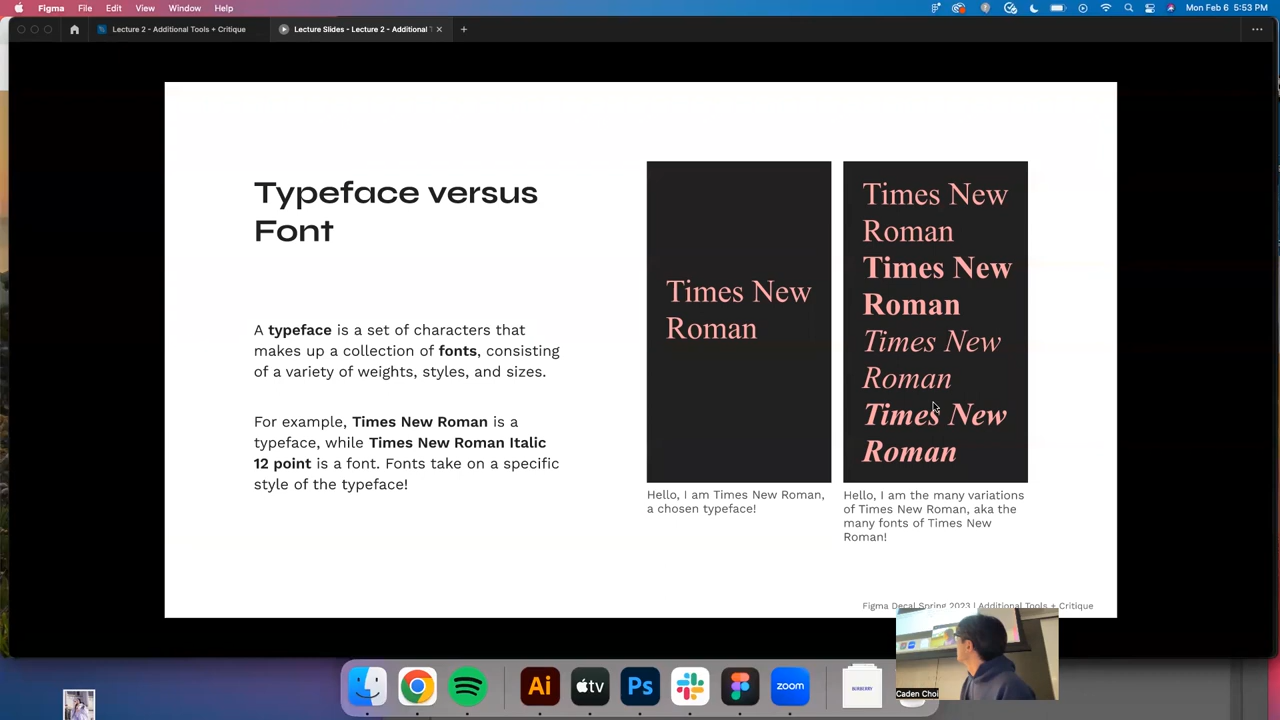 Figma File Edit View Window Help
Mon Feb 6 5:53 PM
Lecture 2 - Additional Tools + Critique
Lecture Slides - Lecture 2 - Additional
Typeface versus
Font
A typeface is a set of characters that
makes up a collection of fonts, consisting
of a variety of weights, styles, and sizes.
For example, Times New Roman is a
typeface, while Times New Roman Italic
12 point is a font. Fonts take on a specific
style of the typeface!
Times New
Roman
Hello, I am Times New Roman,
a chosen typeface!
Times New
Roman
Times New
Roman
Times New
Roman
Times New
Roman
Hello, I am the many variations
of Times New Roman, aka the
many fonts of Times New
Roman!
Figma Decal Spring 2023 | Additional Tools + Critique
Ai
tv
Ps
zoom
BURBERRY
Caden Choi